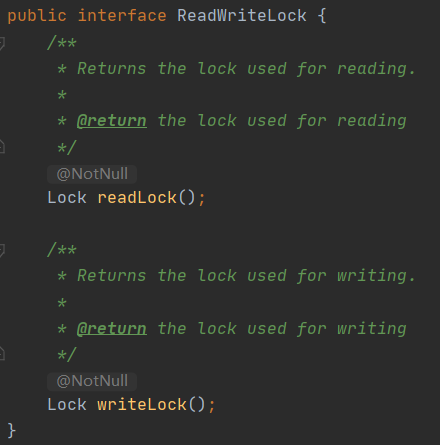 public interface ReadWriteLock {
/**
* Returns the lock used for reading.
*
* @return the lock used for reading
*/
@NotNull
Lock readLock();
/**
* Returns the lock used for writing.
*
* @return the lock used for writing
*/
@NotNull
Lock writeLock();
}